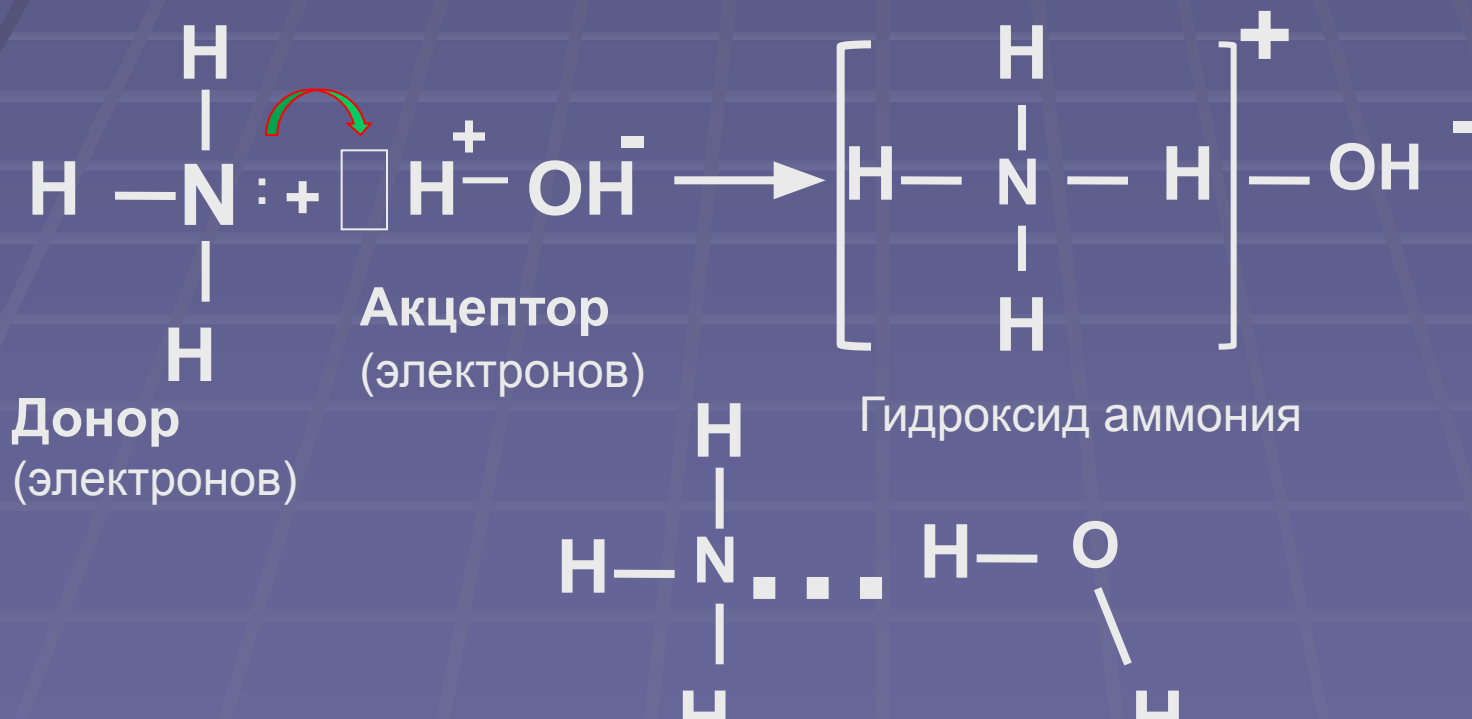 H H +
H — N : + H + — OH - → H — N — H — OH -
H H
Акцептор
(электронов)
Донор
(электронов)
Гидроксид аммония
H
H — N . . . H — O
H H